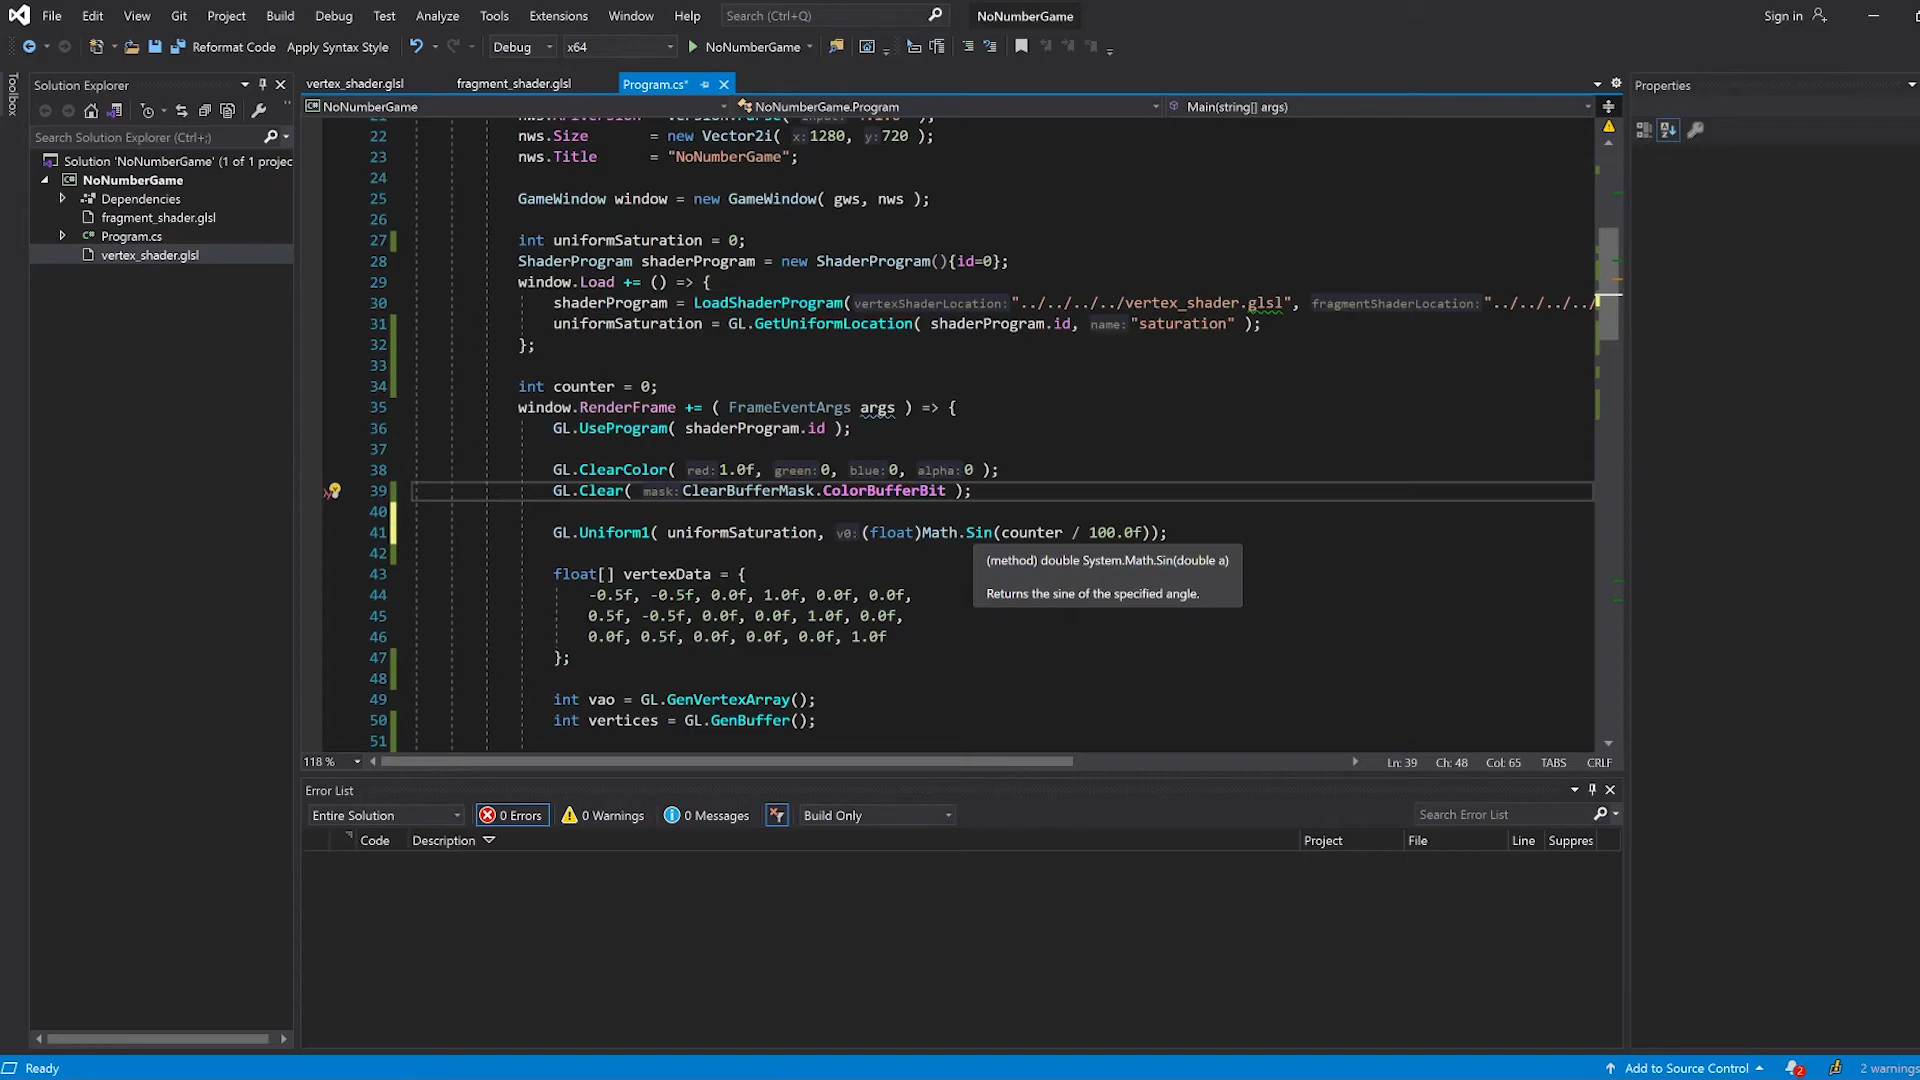 File Edit View Git Project Build Debug Test Analyze Tools Extensions Window Help Search (Ctrl+Q) NoNumberGame Sign in
Reformat Code Apply Syntax Style Debug x64 NoNumberGame
Toolbox
Solution Explorer
Search Solution Explorer (Ctrl+;)
Solution 'NoNumberGame' (1 of 1 projec
NoNumberGame
Dependencies
fragment_shader.glsl
C# Program.cs
vertex_shader.glsl
vertex_shader.glsl fragment_shader.glsl Program.cs*
NoNumberGame NoNumberGame.Program Main(string[] args)
22 nws.Size = new Vector2i( x:1280, y:720 );
23 nws.Title = "NoNumberGame";
24
25 GameWindow window = new GameWindow( gws, nws );
26
27 int uniformSaturation = 0;
28 ShaderProgram shaderProgram = new ShaderProgram(){id=0};
29 window.Load += () => {
30 shaderProgram = LoadShaderProgram(vertexShaderLocation:"../../../../vertex_shader.glsl", fragmentShaderLocation:"../../../../
31 uniformSaturation = GL.GetUniformLocation( shaderProgram.id, name:"saturation" );
32 };
33
34 int counter = 0;
35 window.RenderFrame += ( FrameEventArgs args ) => {
36 GL.UseProgram( shaderProgram.id );
37
38 GL.ClearColor( red:1.0f, green:0, blue:0, alpha:0 );
39 GL.Clear( mask:ClearBufferMask.ColorBufferBit );
40
41 GL.Uniform1( uniformSaturation, v0:(float)Math.Sin(counter / 100.0f));
42
(method) double System.Math.Sin(double a)
Returns the sine of the specified angle.
43 float[] vertexData = {
44 -0.5f, -0.5f, 0.0f, 1.0f, 0.0f, 0.0f,
45 0.5f, -0.5f, 0.0f, 0.0f, 1.0f, 0.0f,
46 0.0f, 0.5f, 0.0f, 0.0f, 0.0f, 1.0f
47 };
48
49 int vao = GL.GenVertexArray();
50 int vertices = GL.GenBuffer();
51
118 % Ln: 39 Ch: 48 Col: 65 TABS CRLF
Error List
Entire Solution 0 Errors 0 Warnings 0 Messages Build Only Search Error List
Code Description Project File Line Suppres
Properties
Ready Add to Source Control 2 2 warnings